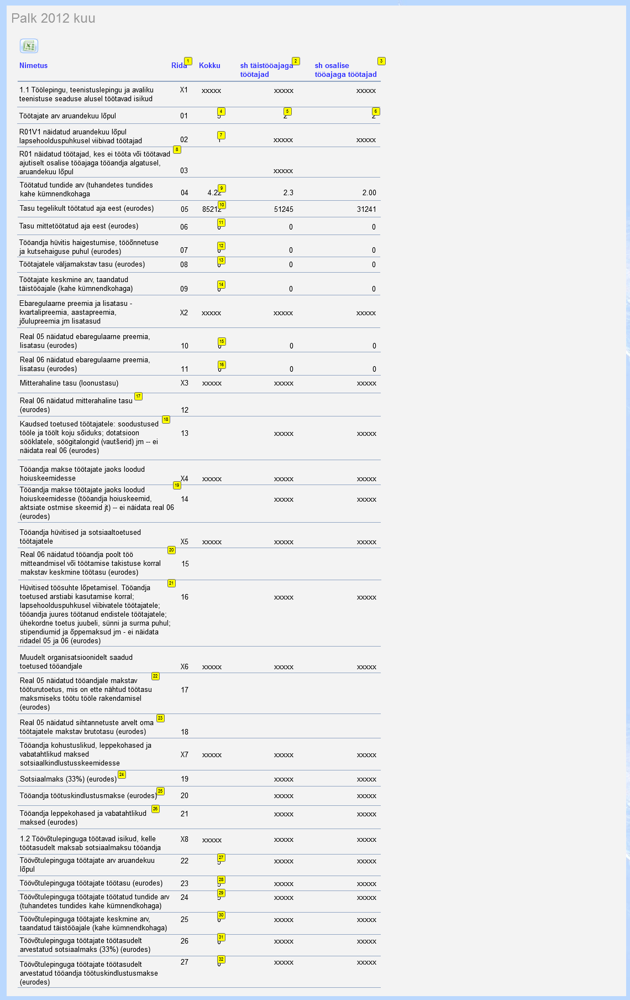 Palk 2012 kuu
Nimetus Rida 1 Kokku sh täistööajaga 2 sh osalise 3
töötajad tööajaga töötajad
1.1 Töölepingu, teenistuslepingu ja avaliku X1 xxxxx xxxxx xxxxx
teenistuse seaduse alusel töötavad isikud
4 5 6
Töötajate arv aruandekuu lõpul 01 5 2 2
R01V1 näidatud aruandekuu lõpul 7
lapsehoolduspuhkusel viibivad töötajad 02 1 xxxxx xxxxx
8
R01 näidatud töötajad, kes ei tööta või töötavad
ajutiselt osalise tööajaga tööandja algatusel,
aruandekuu lõpul 03 xxxxx
Töötatud tundide arv (tuhandetes tundides 9
kahe kümnendkohaga 04 4.22 2.3 2.00
10
Tasu tegelikult töötatud aja eest (eurodes) 05 85212 51245 31241
11
Tasu mittetöötatud aja eest (eurodes) 06 0 0 0
Tööandja hüvitis haigestumise, tööõnnetuse 12
ja kutsehaiguse puhul (eurodes) 07 0 0 0
13
Töötajatele väljamakstav tasu (eurodes) 08 0 0 0
Töötajate keskmine arv, taandatud 14
täistööajale (kahe kümnendkohaga) 09 0 0 0
Ebaregulaarne preemia ja lisatasu -
kvartalipreemia, aastapreemia, X2 xxxxx xxxxx xxxxx
jõulupreemia jm lisatasud
Real 05 näidatud ebaregulaarne preemia, 15
lisatasu (eurodes) 10 0 0 0
Real 06 näidatud ebaregulaarne preemia, 16
lisatasu (eurodes) 11 0 0 0
Mitterahaline tasu (loonustasu) X3 xxxxx xxxxx xxxxx
Real 06 näidatud mitterahaline tasu 17
(eurodes) 12
Kaudsed toetused töötajatele: soodustused 18
tööle ja töölt koju sõiduks; dotatsioon 13 xxxxx xxxxx
sööklatele, söögitalongid (vautšerid) jm -- ei
näidata real 06 (eurodes)
Tööandja makse töötajate jaoks loodud
hoiuskeemidesse X4 xxxxx xxxxx xxxxx
Tööandja makse töötajate jaoks loodud 19
hoiuskeemidesse (tööandja hoiuskeemid, 14 xxxxx xxxxx
aktsiate ostmise skeemid jt) -- ei näidata real 06
(eurodes)
Tööandja hüvitised ja sotsiaaltoetused
töötajatele X5 xxxxx xxxxx xxxxx
Real 06 näidatud tööandja poolt töö 20
mitteandmisel või töötamise takistuse korral 15
makstav keskmine töötasu (eurodes)
Hüvitised töösuhte lõpetamisel. Tööandja 21
toetused arstiabi kasutamise korral; 16 xxxxx xxxxx
lapsehoolduspuhkusel viibivatele töötajatele;
tööandja juures töötanud endistele töötajatele;
ühekordne toetus juubeli, sünni ja surma puhul;
stipendiumid ja õppemaksud jm - ei näidata
ridadel 05 ja 06 (eurodes)
Muudelt organisatsioonidelt saadud
toetused tööandjale X6 xxxxx xxxxx xxxxx
Real 05 näidatud tööandjale makstav 22
tööturutoetus, mis on ette nähtud töötasu 17
maksmiseks töötu tööle rakendamisel
(eurodes)
Real 05 näidatud sihtannetuste arvelt oma 23
töötajatele makstav brutotasu (eurodes) 18
Tööandja kohustuslikud, leppekohased ja
vabatahtlikud maksed X7 xxxxx xxxxx xxxxx
sotsiaalkindlustusskeemidesse
Sotsiaalmaks (33%) (eurodes) 24 19 xxxxx xxxxx
Tööandja töötuskindlustusmakse (eurodes) 25 20 xxxxx xxxxx
Tööandja leppekohased ja vabatahtlikud 26 21 xxxxx xxxxx
maksed (eurodes)
1.2 Töövõtulepinguga töötavad isikud, kelle X8 xxxxx xxxxx xxxxx
töötasudelt maksab sotsiaalmaksu tööandja
27
Töövõtulepinguga töötajate arv aruandekuu 22 5 xxxxx xxxxx
lõpul
28
Töövõtulepinguga töötajate töötasu (eurodes) 23 5 xxxxx xxxxx
29
Töövõtulepinguga töötajate töötatud tundide arv 24 5 xxxxx xxxxx
(tuhandetes tundides kahe kümnendkohaga)
30
Töövõtulepinguga töötajate keskmine arv, 25 0 xxxxx xxxxx
taandatud täistööajale (kahe kümnendkohaga)
31
Töövõtulepinguga töötajate töötasudelt 26 0 xxxxx xxxxx
arvestatud sotsiaalmaks (33%) (eurodes)
32
Töövõtulepinguga töötajate töötasudelt 27 0 xxxxx xxxxx
arvestatud tööandja töötuskindlustusmakse
(eurodes)